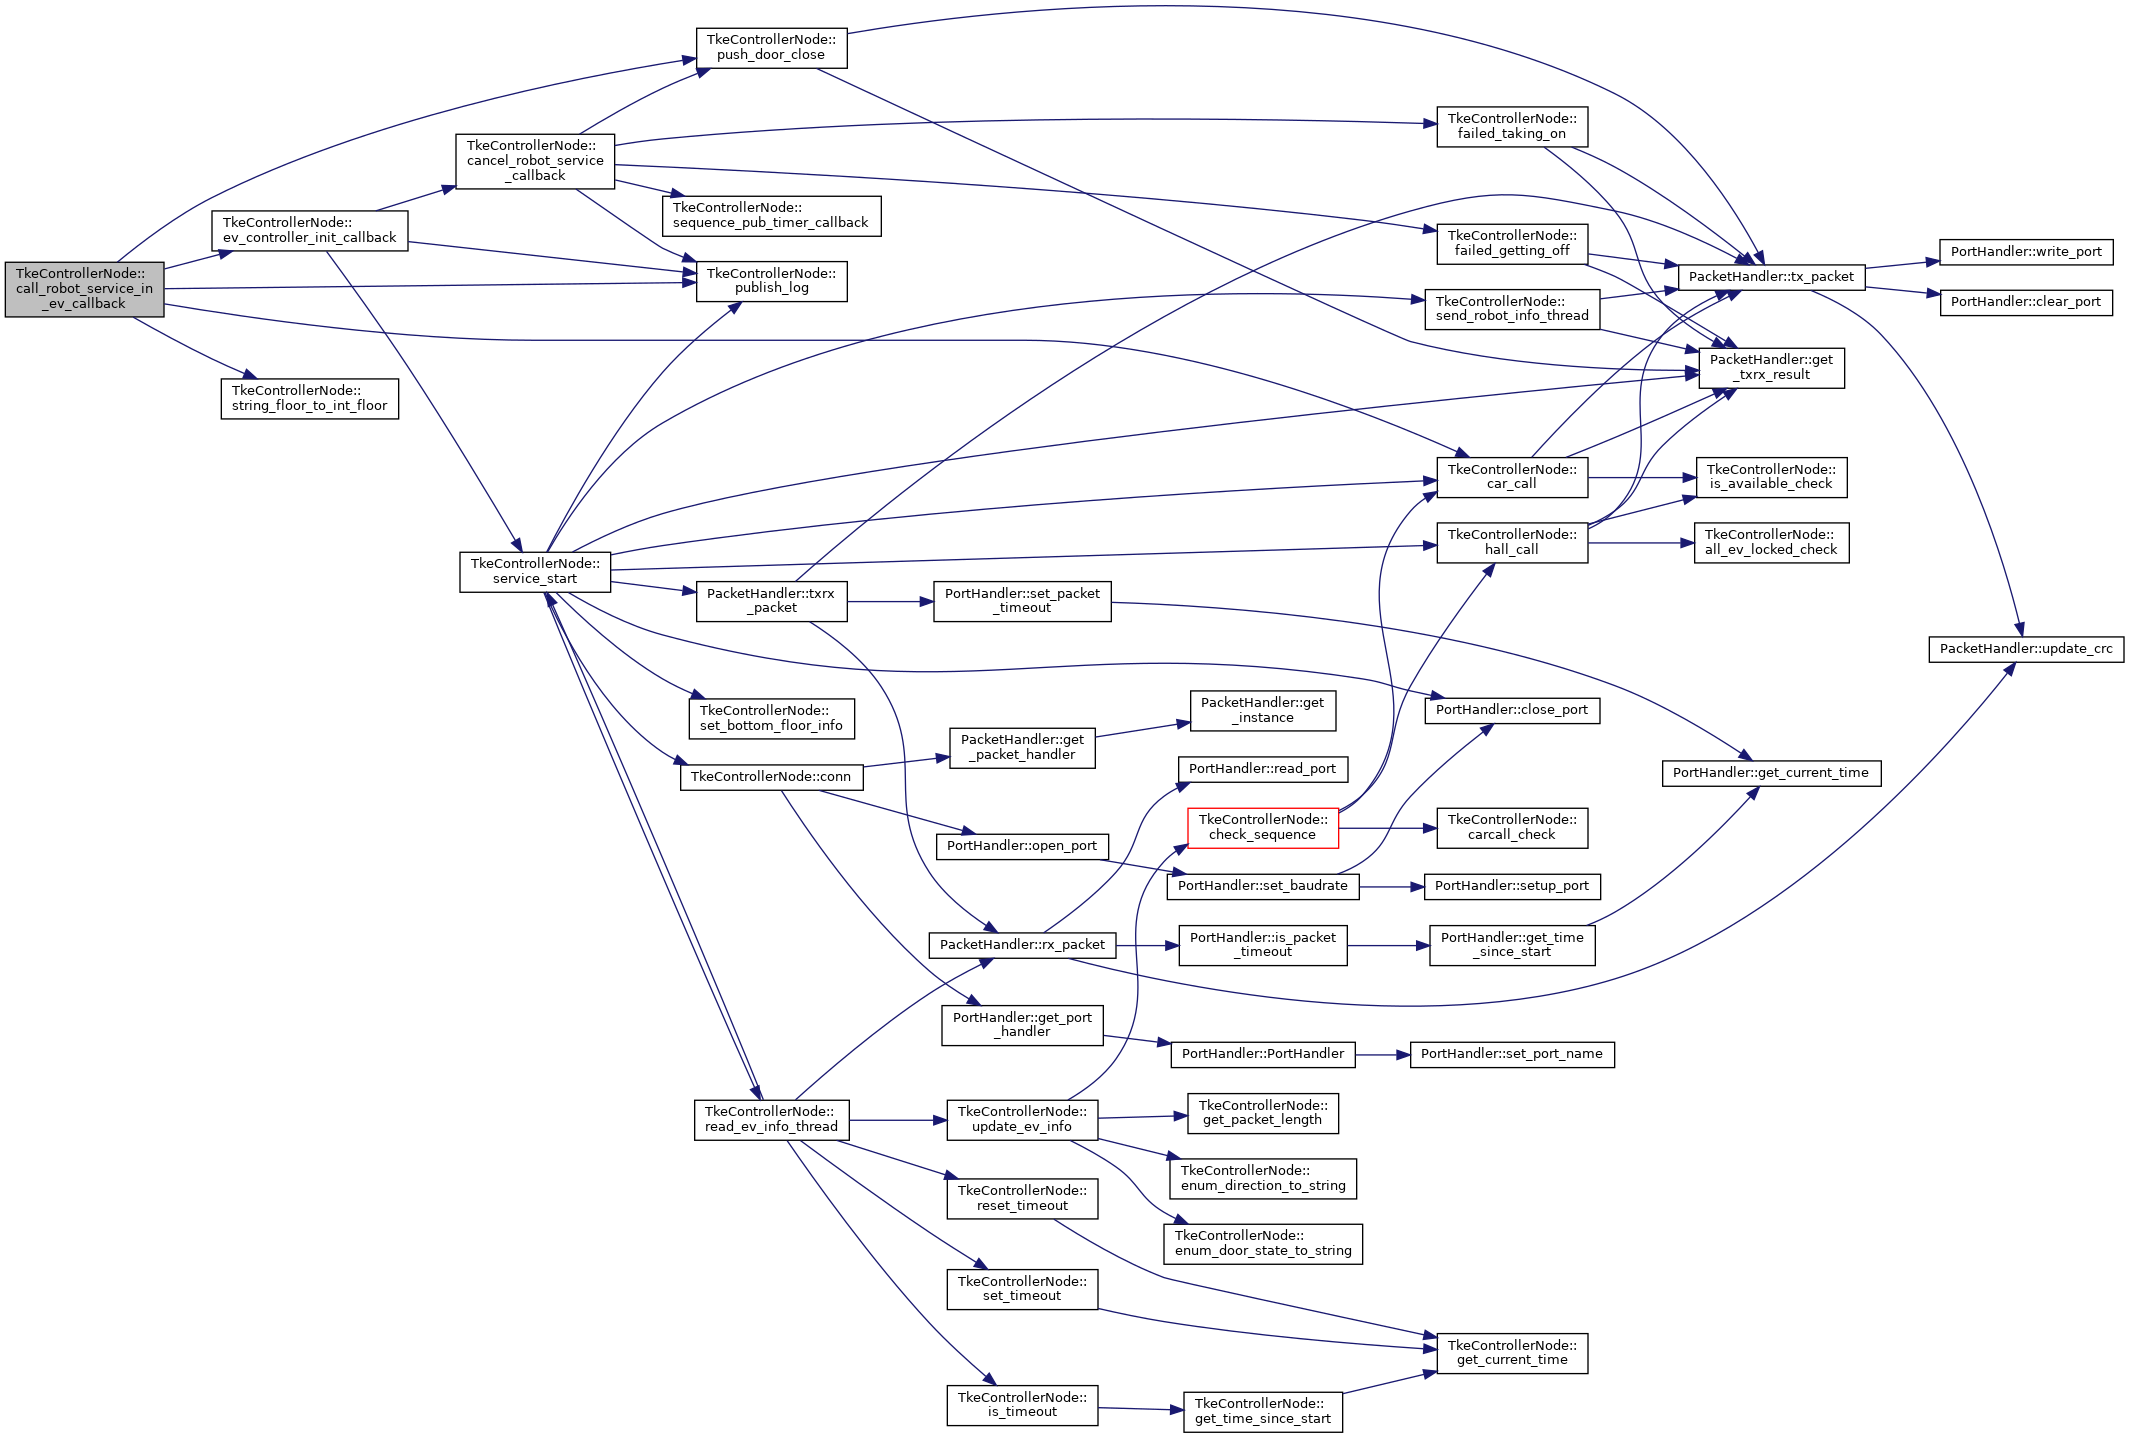 TkeControllerNode::
call_robot_service_in
_ev_callback
TkeControllerNode::
ev_controller_init_callback
TkeControllerNode::
string_floor_to_int_floor
TkeControllerNode::
cancel_robot_service
_callback
TkeControllerNode::
service_start
TkeControllerNode::
push_door_close
TkeControllerNode::
sequence_pub_timer_callback
TkeControllerNode::
publish_log
PacketHandler::txrx
_packet
TkeControllerNode::
set_bottom_floor_info
TkeControllerNode::conn
TkeControllerNode::
read_ev_info_thread
PortHandler::set_packet
_timeout
PacketHandler::get
_packet_handler
PortHandler::open_port
PacketHandler::rx_packet
PortHandler::get_port
_handler
TkeControllerNode::
update_ev_info
TkeControllerNode::
reset_timeout
TkeControllerNode::
set_timeout
TkeControllerNode::
is_timeout
PacketHandler::get
_instance
PortHandler::read_port
TkeControllerNode::
check_sequence
PortHandler::set_baudrate
PortHandler::is_packet
_timeout
PortHandler::PortHandler
TkeControllerNode::
get_packet_length
TkeControllerNode::
enum_direction_to_string
TkeControllerNode::
enum_door_state_to_string
TkeControllerNode::
get_time_since_start
TkeControllerNode::
failed_taking_on
TkeControllerNode::
failed_getting_off
TkeControllerNode::
send_robot_info_thread
TkeControllerNode::
car_call
TkeControllerNode::
hall_call
PortHandler::close_port
TkeControllerNode::
carcall_check
PortHandler::setup_port
PortHandler::get_time
_since_start
PortHandler::set_port_name
TkeControllerNode::
get_current_time
PacketHandler::tx_packet
PacketHandler::get
_txrx_result
TkeControllerNode::
is_available_check
TkeControllerNode::
all_ev_locked_check
PortHandler::get_current_time
PortHandler::write_port
PortHandler::clear_port
PacketHandler::update_crc